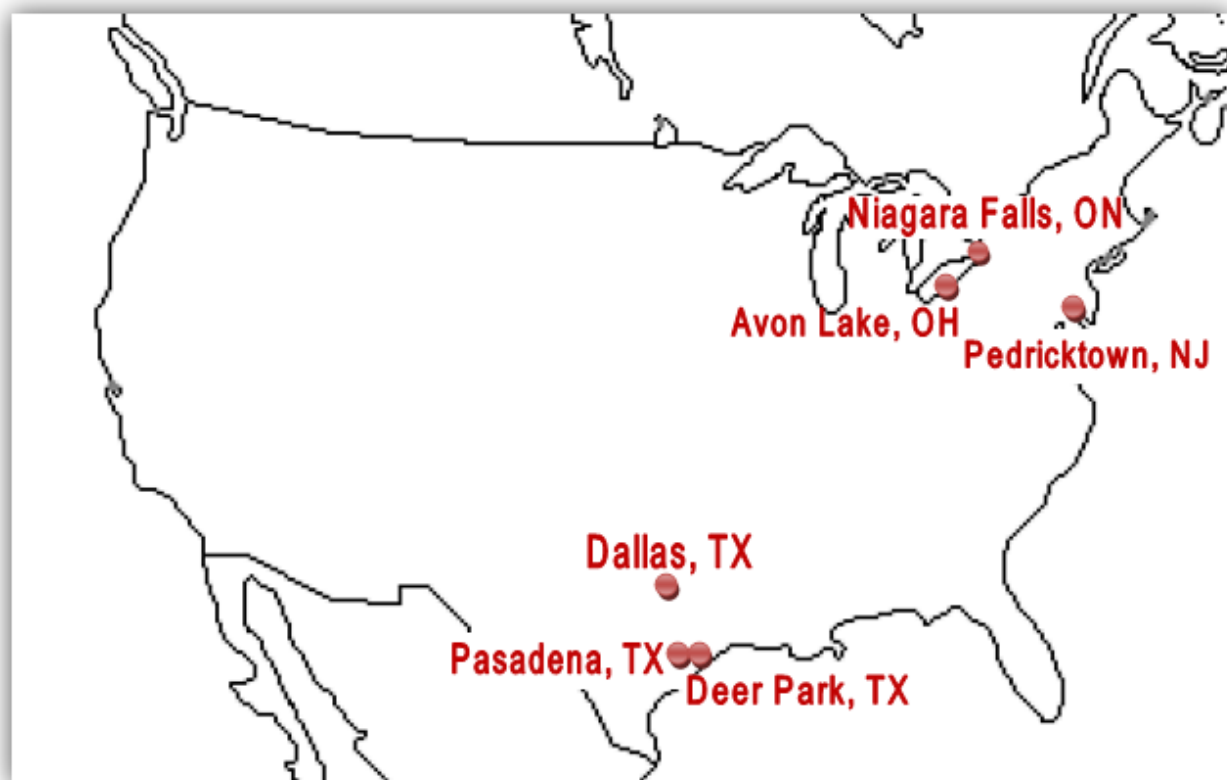 Niagara Falls, ON
Avon Lake, OH
Pedricktown, NJ
Dallas, TX
Pasadena, TX
Deer Park, TX